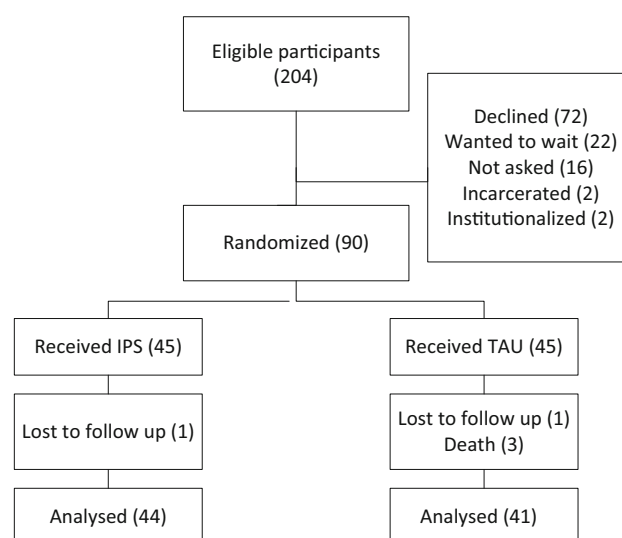 Eligible participants
(204)
Declined (72)
Wanted to wait (22)
Not asked (16)
Incarcerated (2)
Institutionalized (2)
Randomized (90)
Received IPS (45)
Received TAU (45)
Lost to follow up (1)
Lost to follow up (1)
Death (3)
Analysed (44)
Analysed (41)